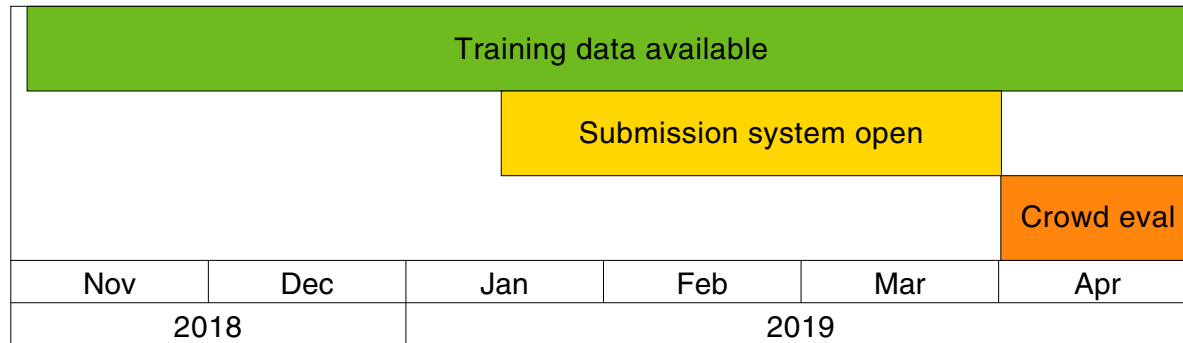 Training data available
Submission system open
Crowd eval
Nov Dec Jan Feb Mar Apr
2018 2019